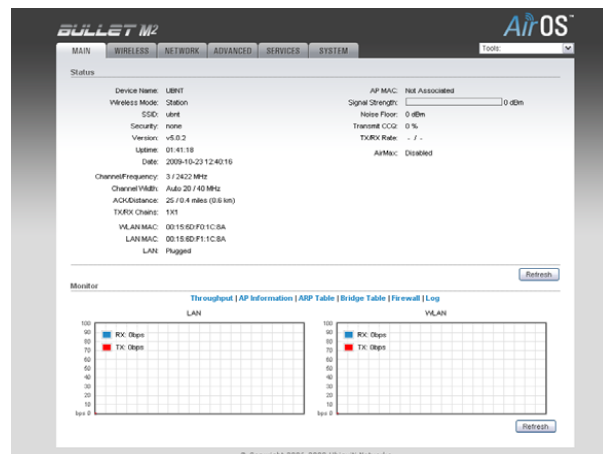 BULLET M2
AirOS™
MAIN WIRELESS NETWORK ADVANCED SERVICES SYSTEM
Tools:
Status
Device Name: UBNT
Wireless Mode: Station
SSID: ubnt
Security: none
Version: v5.0.2
Uptime: 01:41:18
Date: 2009-10-23 12:40:16
Channel/Frequency: 3 / 2422 MHz
Channel Width: Auto 20 / 40 MHz
ACK/Distance: 25 / 0.4 miles (0.6 km)
TX/RX Chains: 1X1
WLAN MAC: 00:15:6D:F0:1C:8A
LAN MAC: 00:15:6D:F1:1C:8A
LAN: Plugged
AP MAC: Not Associated
Signal Strength: 0 dBm
Noise Floor: 0 dBm
Transmit CCQ: 0 %
TX/RX Rate: - / -
AirMax: Disabled
Refresh
Monitor
Throughput | AP Information | ARP Table | Bridge Table | Firewall | Log
LAN
100
90
80
70
60
50
40
30
20
10
bps 0
RX: 0bps
TX: 0bps
WLAN
100
90
80
70
60
50
40
30
20
10
bps 0
RX: 0bps
TX: 0bps
Refresh